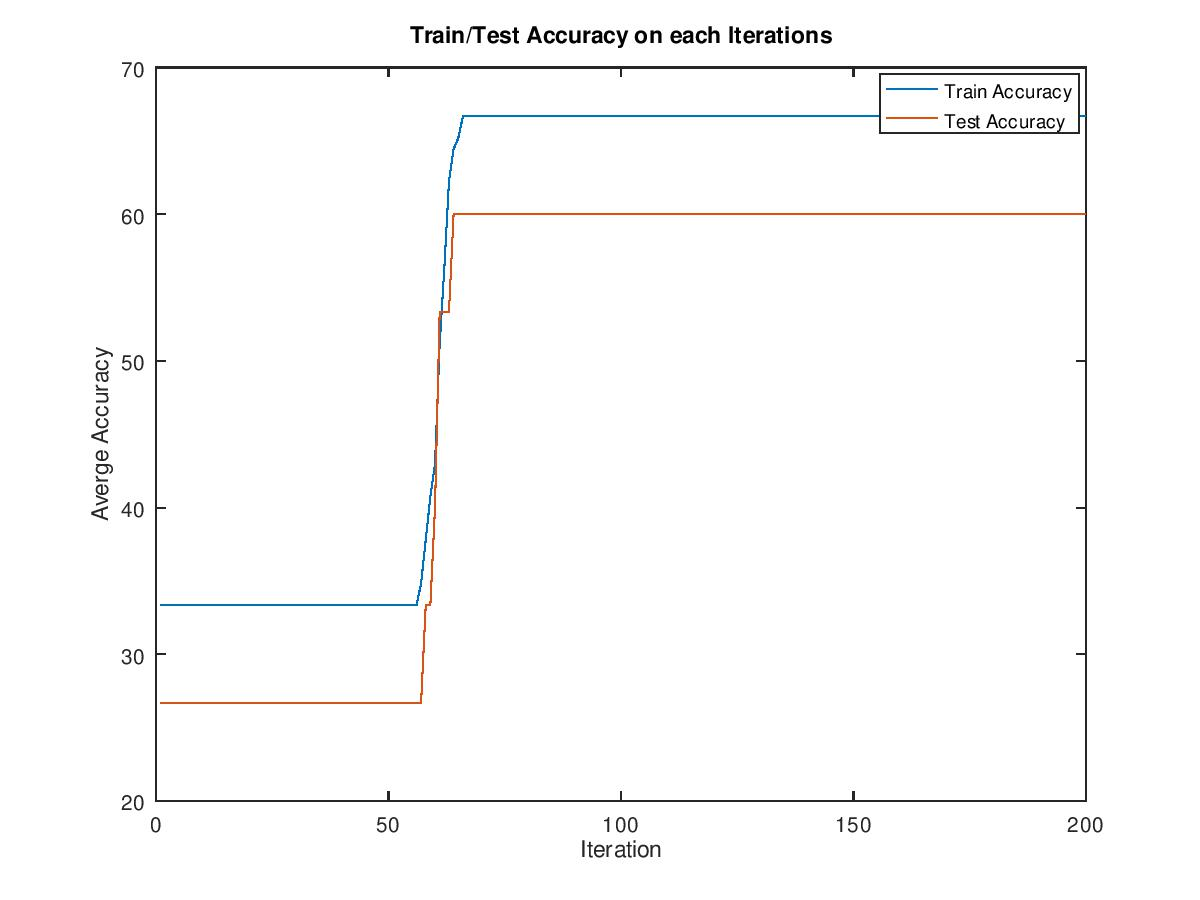 Train/Test Accuracy on each Iterations
70
Train Accuracy
Test Accuracy
60
50
Averge Accuracy
40
30
20
0 50 100 150 200
Iteration